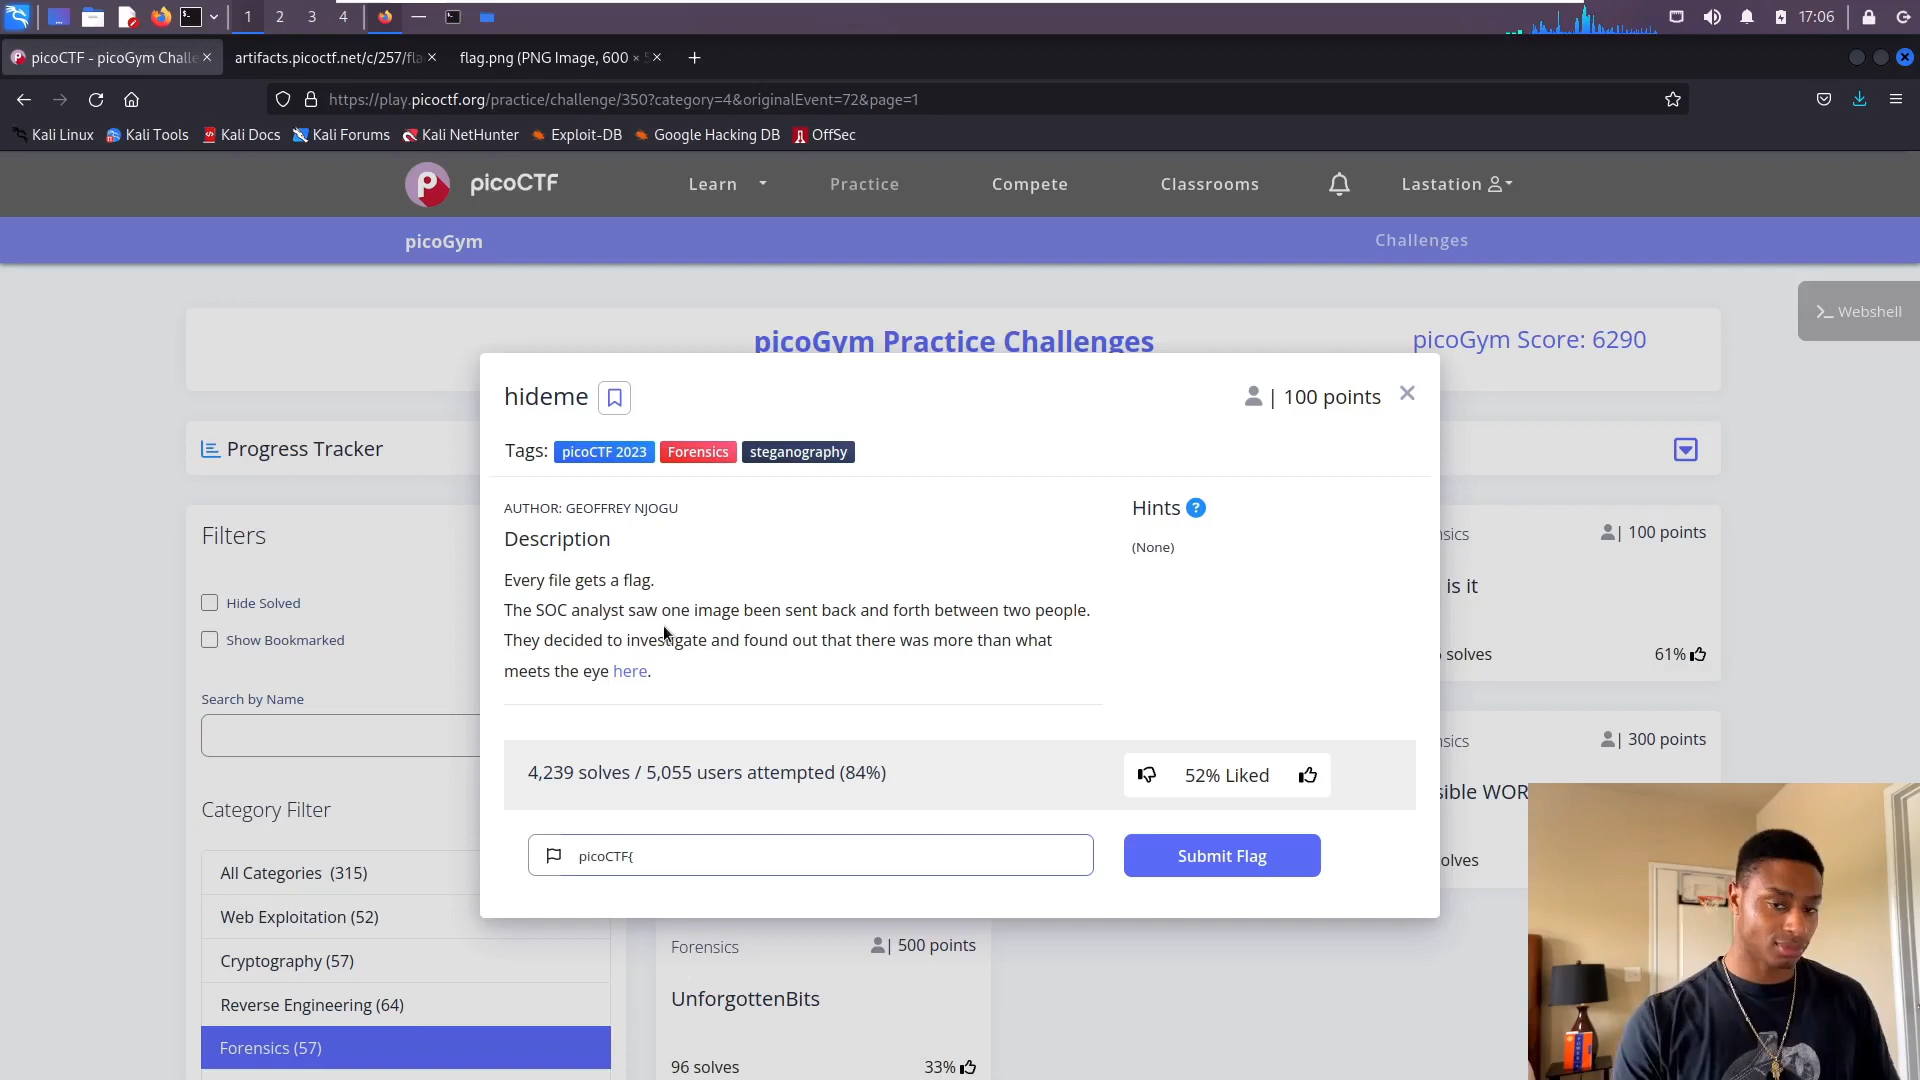 1 2 3 4
17:06
picoCTF - picoGym Challe
artifacts.picoctf.net/c/257/fla
flag.png (PNG Image, 600 × 5
https://play.picoctf.org/practice/challenge/350?category=4&originalEvent=72&page=1
Kali Linux Kali Tools Kali Docs Kali Forums Kali NetHunter Exploit-DB Google Hacking DB OffSec
picoCTF Learn Practice Compete Classrooms Lastation
picoGym Challenges
>_ Webshell
picoGym Practice Challenges
picoGym Score: 6290
hideme
| 100 points
Tags: picoCTF 2023 Forensics steganography
Progress Tracker
AUTHOR: GEOFFREY NJOGU
Hints ?
Description
(None)
Every file gets a flag.
The SOC analyst saw one image been sent back and forth between two people.
They decided to investigate and found out that there was more than what
meets the eye here.
4,239 solves / 5,055 users attempted (84%)
52% Liked
picoCTF{
Submit Flag
Filters
Hide Solved
Show Bookmarked
Search by Name
Category Filter
All Categories (315)
Web Exploitation (52)
Cryptography (57)
Reverse Engineering (64)
Forensics (57)
sics
| 100 points
is it
solves
61%
sics
| 300 points
sible WOR
olves
Forensics
| 500 points
UnforgottenBits
96 solves
33%